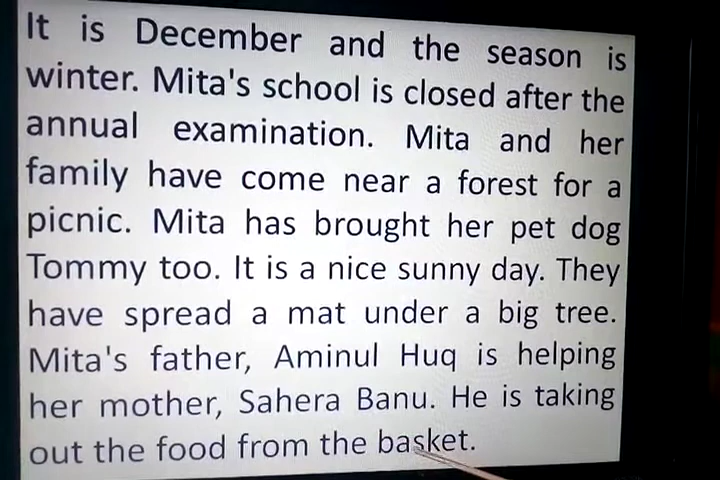 It is December and the season is
winter. Mita's school is closed after the
annual examination. Mita and her
family have come near a forest for a
picnic. Mita has brought her pet dog
Tommy too. It is a nice sunny day. They
have spread a mat under a big tree.
Mita's father, Aminul Huq is helping
her mother, Sahera Banu. He is taking
out the food from the basket.